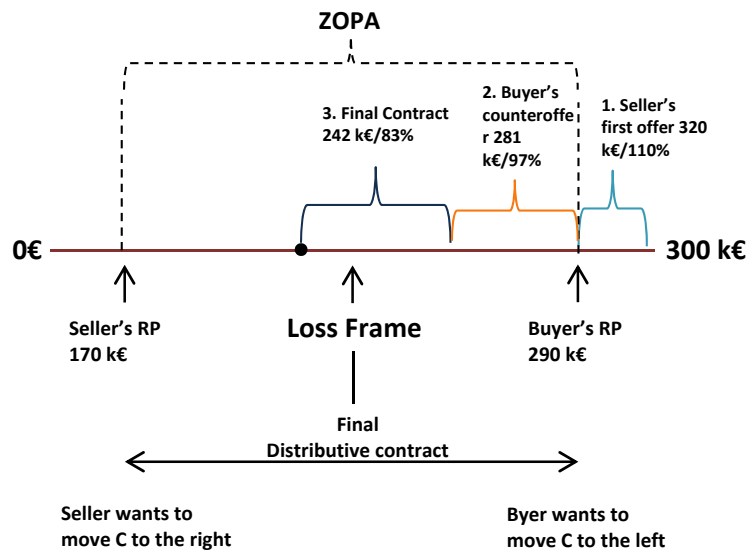 ZOPA
3. Final Contract
242 k€/83%
2. Buyer's
counteroffe
r 281
k€/97%
1. Seller's
first offer 320
k€/110%
0€
300 k€
Seller's RP
170 k€
Loss Frame
Buyer's RP
290 k€
Final
Distributive contract
Seller wants to
move C to the right
Byer wants to
move C to the left